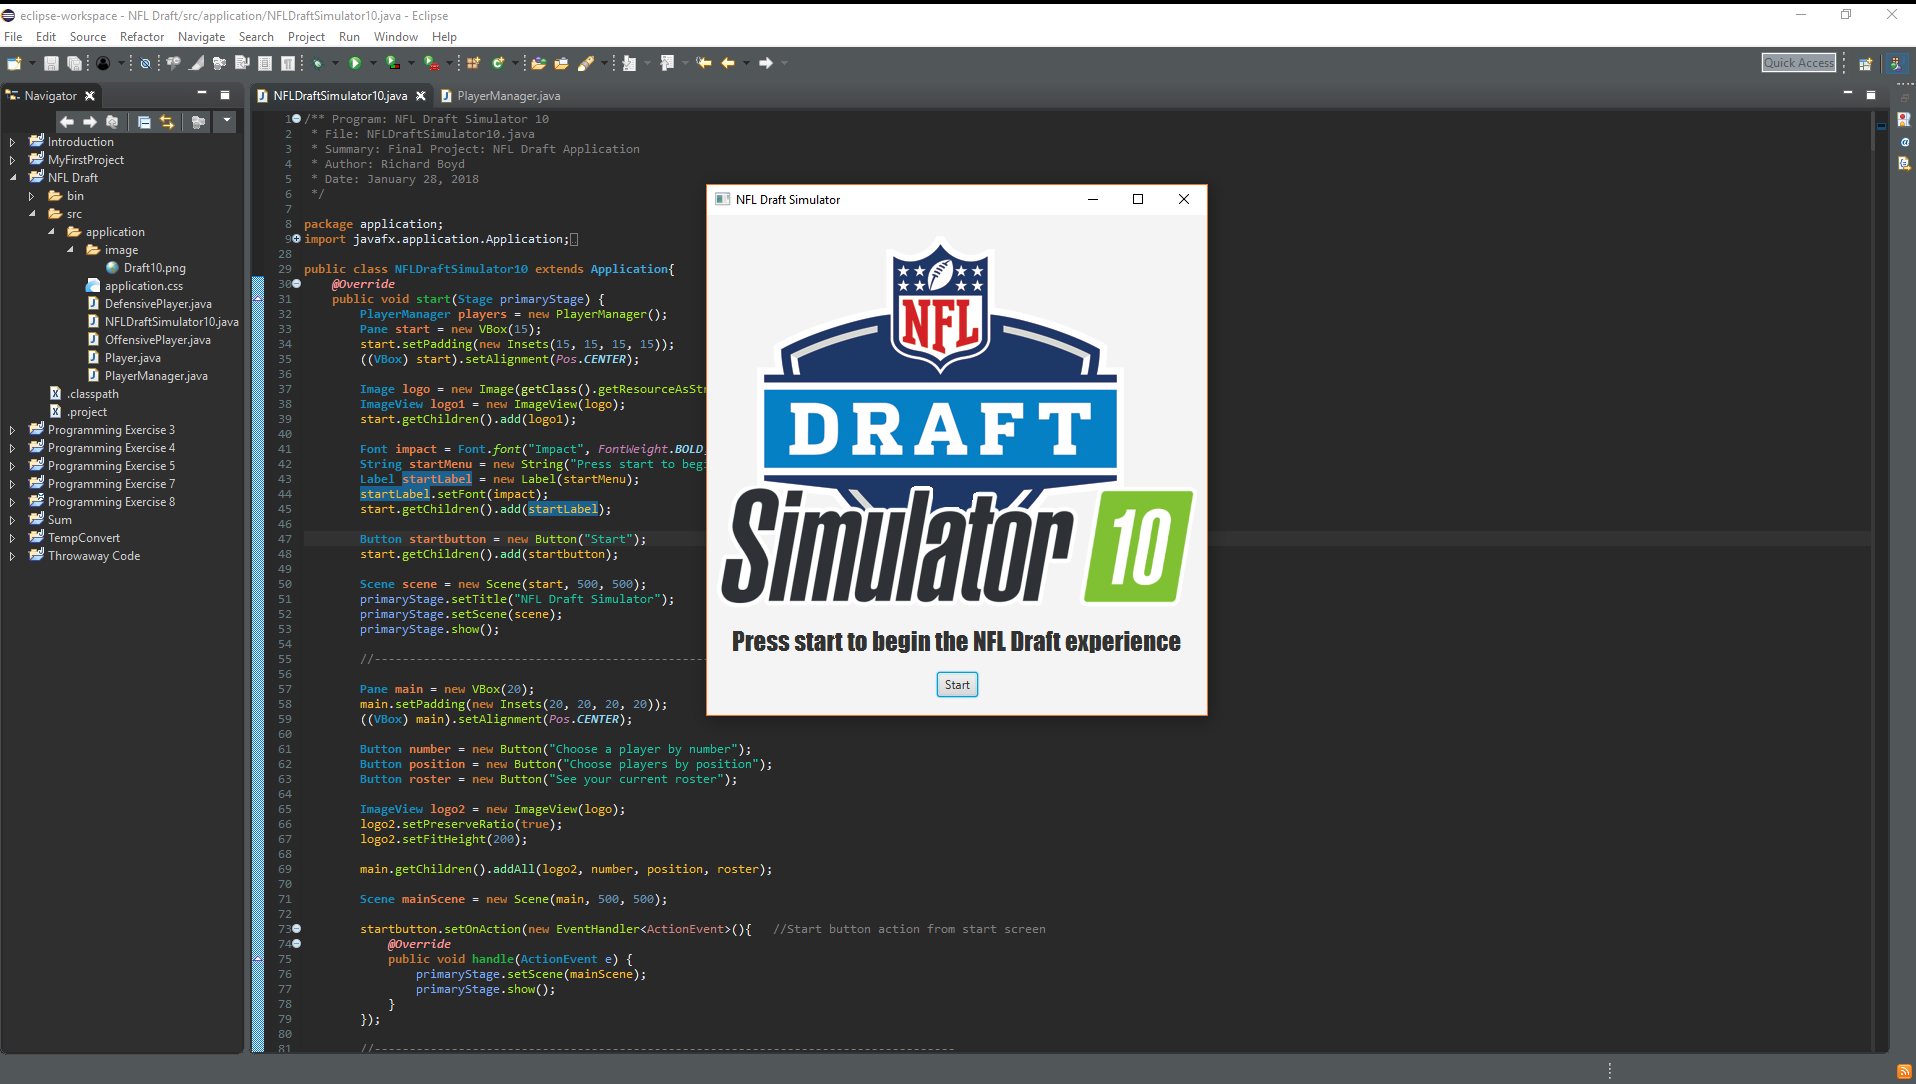 eclipse-workspace - NFL Draft/src/application/NFLDraftSimulator10.java - Eclipse
File Edit Source Refactor Navigate Search Project Run Window Help
Quick Access
Navigator
NFLDraftSimulator10.java
PlayerManager.java
Introduction
MyFirstProject
NFL Draft
bin
src
application
image
Draft10.png
application.css
DefensivePlayer.java
NFLDraftSimulator10.java
OffensivePlayer.java
Player.java
PlayerManager.java
.classpath
.project
Programming Exercise 3
Programming Exercise 4
Programming Exercise 5
Programming Exercise 7
Programming Exercise 8
Sum
TempConvert
Throwaway Code
1 /** Program: NFL Draft Simulator 10
2 * File: NFLDraftSimulator10.java
3 * Summary: Final Project: NFL Draft Application
4 * Author: Richard Boyd
5 * Date: January 28, 2018
6 */
7
8 package application;
9 import javafx.application.Application;
28
29 public class NFLDraftSimulator10 extends Application{
30 @Override
31 public void start(Stage primaryStage) {
32 PlayerManager players = new PlayerManager();
33 Pane start = new VBox(15);
34 start.setPadding(new Insets(15, 15, 15, 15));
35 ((VBox) start).setAlignment(Pos.CENTER);
36
37 Image logo = new Image(getClass().getResourceAsStr
38 ImageView logo1 = new ImageView(logo);
39 start.getChildren().add(logo1);
40
41 Font impact = Font.font("Impact", FontWeight.BOLD,
42 String startMenu = new String("Press start to beg
43 Label startLabel = new Label(startMenu);
44 startLabel.setFont(impact);
45 start.getChildren().add(startLabel);
46
47 Button startbutton = new Button("Start");
48 start.getChildren().add(startbutton);
49
50 Scene scene = new Scene(start, 500, 500);
51 primaryStage.setTitle("NFL Draft Simulator");
52 primaryStage.setScene(scene);
53 primaryStage.show();
54
55 //-----------------------------------------------
56
57 Pane main = new VBox(20);
58 main.setPadding(new Insets(20, 20, 20, 20));
59 ((VBox) main).setAlignment(Pos.CENTER);
60
61 Button number = new Button("Choose a player by number");
62 Button position = new Button("Choose players by position");
63 Button roster = new Button("See your current roster");
64
65 ImageView logo2 = new ImageView(logo);
66 logo2.setPreserveRatio(true);
67 logo2.setFitHeight(200);
68
69 main.getChildren().addAll(logo2, number, position, roster);
70
71 Scene mainScene = new Scene(main, 500, 500);
72
73 startbutton.setOnAction(new EventHandler<ActionEvent>(){ //Start button action from start screen
74 @Override
75 public void handle(ActionEvent e) {
76 primaryStage.setScene(mainScene);
77 primaryStage.show();
78 }
79 });
80
81 //-----------------------------------------------------------------------------------
NFL Draft Simulator
NFL
DRAFT
Simulator 10
Press start to begin the NFL Draft experience
Start